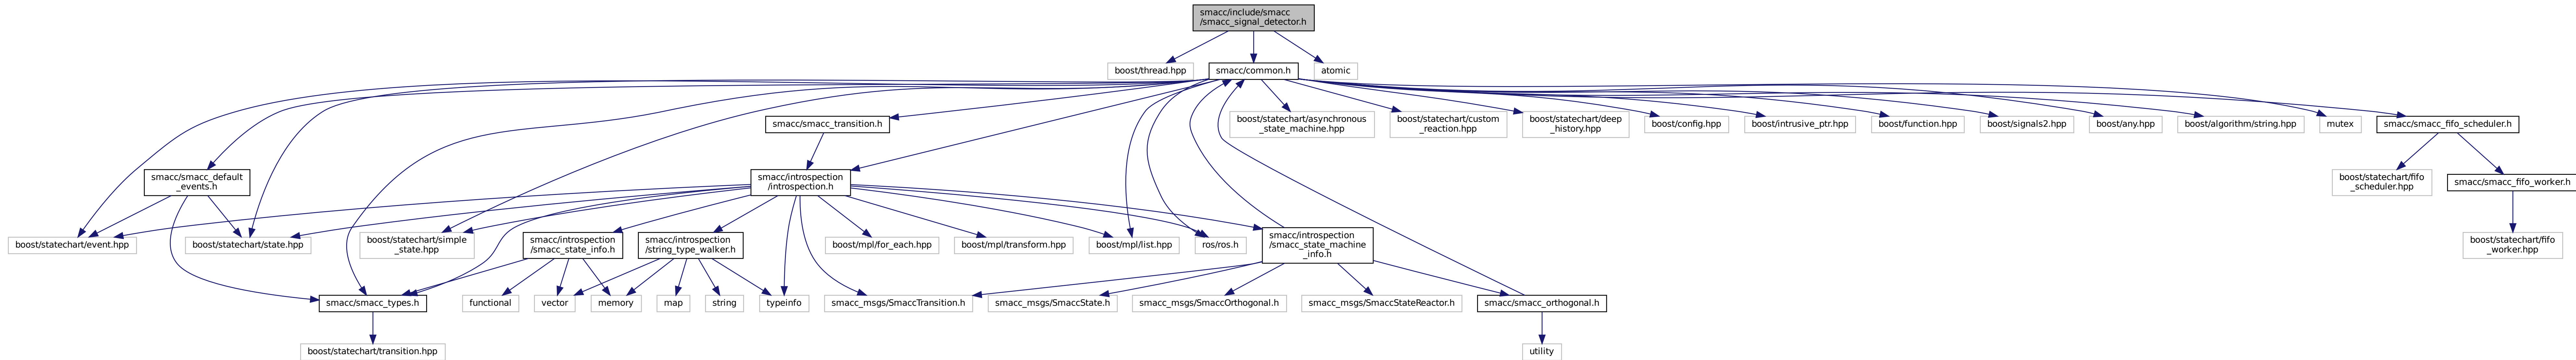 smacc/include/smacc
/smacc_signal_detector.h
boost/thread.hpp
smacc/common.h
atomic
smacc/smacc_transition.h
boost/statechart/asynchronous
_state_machine.hpp
boost/statechart/custom
_reaction.hpp
boost/statechart/deep
_history.hpp
boost/config.hpp
boost/intrusive_ptr.hpp
boost/function.hpp
boost/signals2.hpp
boost/any.hpp
boost/algorithm/string.hpp
mutex
smacc/smacc_fifo_scheduler.h
smacc/smacc_default
_events.h
smacc/introspection
/introspection.h
boost/statechart/fifo
_scheduler.hpp
smacc/smacc_fifo_worker.h
boost/statechart/event.hpp
boost/statechart/state.hpp
boost/statechart/simple
_state.hpp
smacc/introspection
/smacc_state_info.h
smacc/introspection
/string_type_walker.h
boost/mpl/for_each.hpp
boost/mpl/transform.hpp
boost/mpl/list.hpp
ros/ros.h
smacc/introspection
/smacc_state_machine
_info.h
boost/statechart/fifo
_worker.hpp
smacc/smacc_types.h
functional
vector
memory
map
string
typeinfo
smacc_msgs/SmaccTransition.h
smacc_msgs/SmaccState.h
smacc_msgs/SmaccOrthogonal.h
smacc_msgs/SmaccStateReactor.h
smacc/smacc_orthogonal.h
boost/statechart/transition.hpp
utility